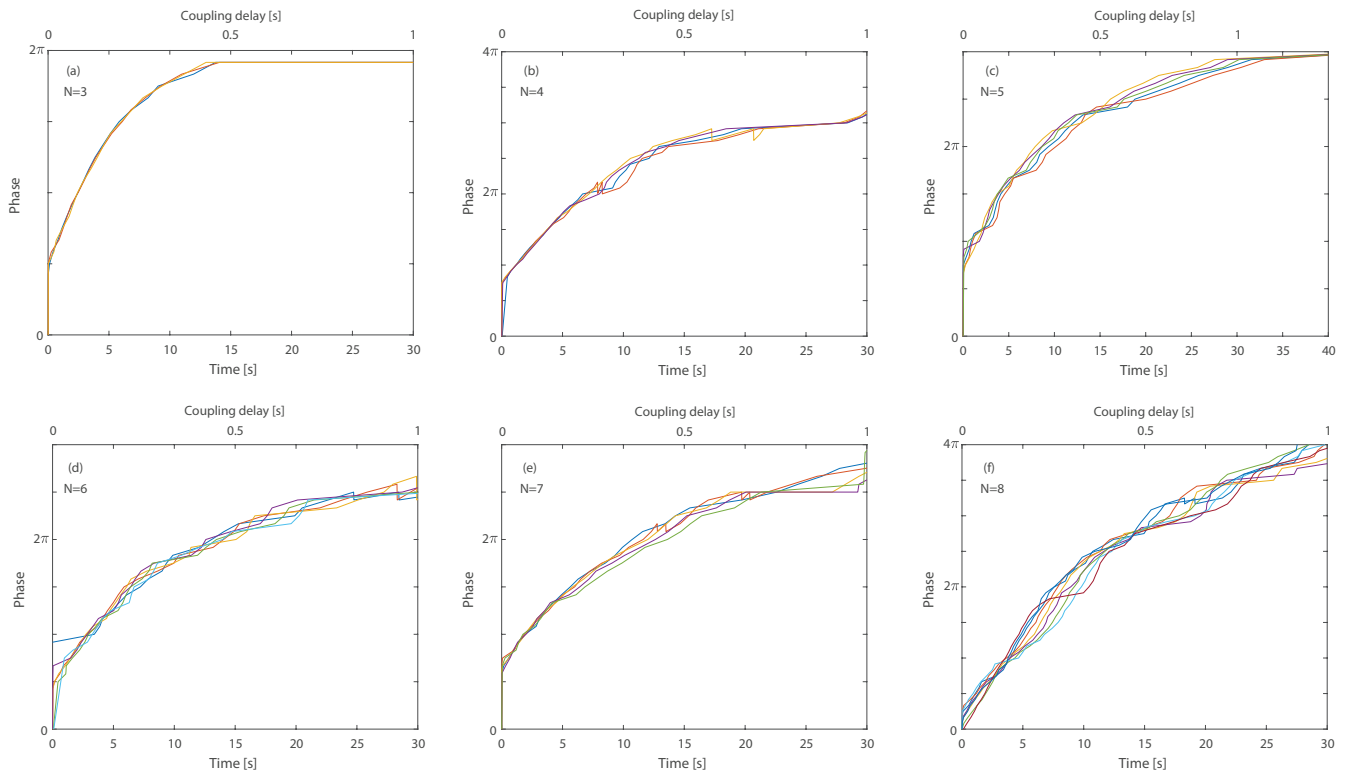 Coupling delay [s]
0 0.5 1
2π
(a)
N=3
Phase
0
0 5 10 15 20 25 30
Time [s]
Coupling delay [s]
0 0.5 1
4π
(b)
N=4
2π
Phase
0
0 5 10 15 20 25 30
Time [s]
Coupling delay [s]
0 1
(c)
N=5
2π
Phase
0
0 5 10 15 20 25 30 35 40
Time [s]
Coupling delay [s]
0 0.5 1
(d)
N=6
2π
Phase
0
0 5 10 15 20 25 30
Time [s]
Coupling delay [s]
0 0.5 1
(e)
N=7
2π
Phase
0
0 5 10 15 20 25 30
Time [s]
Coupling delay [s]
0 0.5 1
4π
(f)
N=8
2π
Phase
0
0 5 10 15 20 25 30
Time [s]